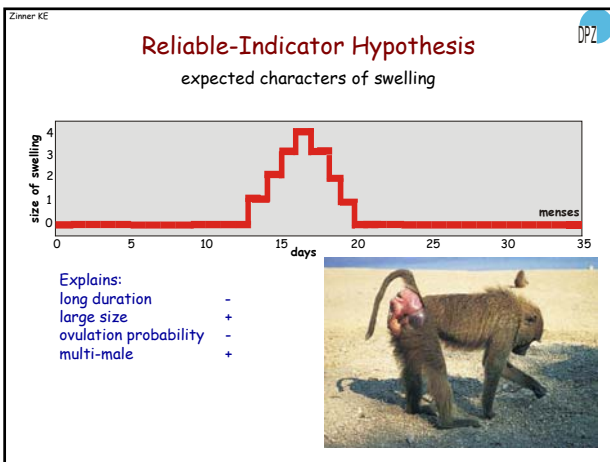 Zinner KE
DPZ
Reliable-Indicator Hypothesis
expected characters of swelling
size of swelling
4
3
2
1
0
menses
0 5 10 15 20 25 30 35
days
Explains:
long duration -
large size +
ovulation probability -
multi-male +